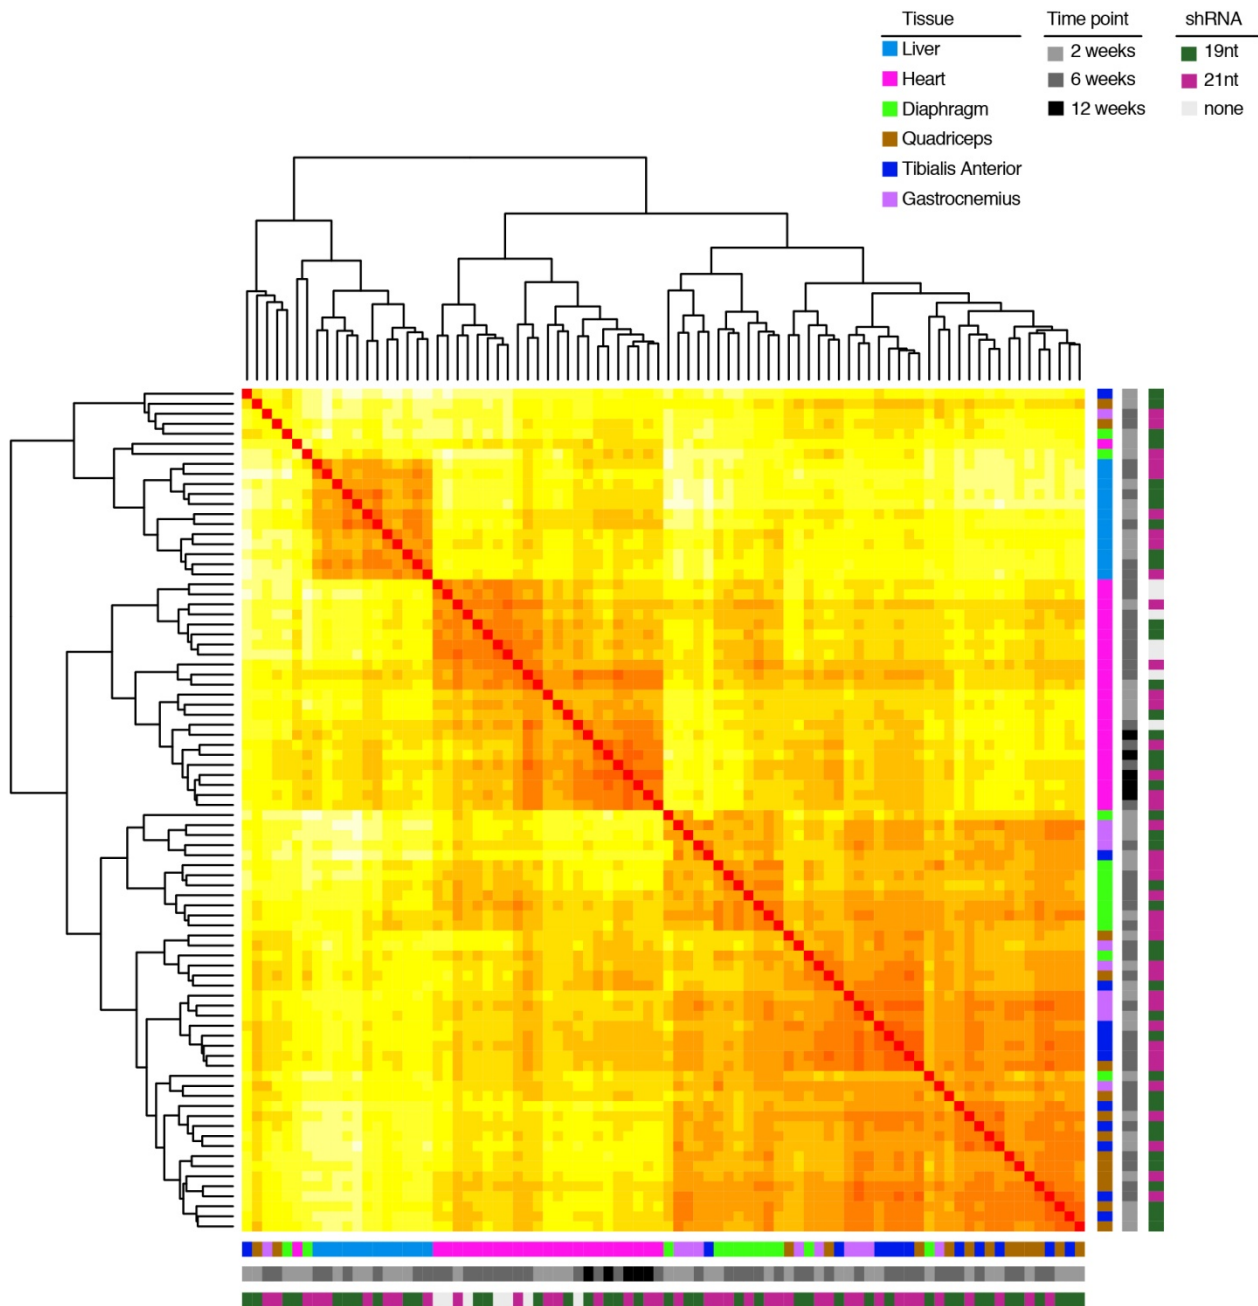 Tissue Time point shRNA
Liver 2 weeks 19nt
Heart 6 weeks 21nt
Diaphragm 12 weeks none
Quadriceps
Tibialis Anterior
Gastrocnemius